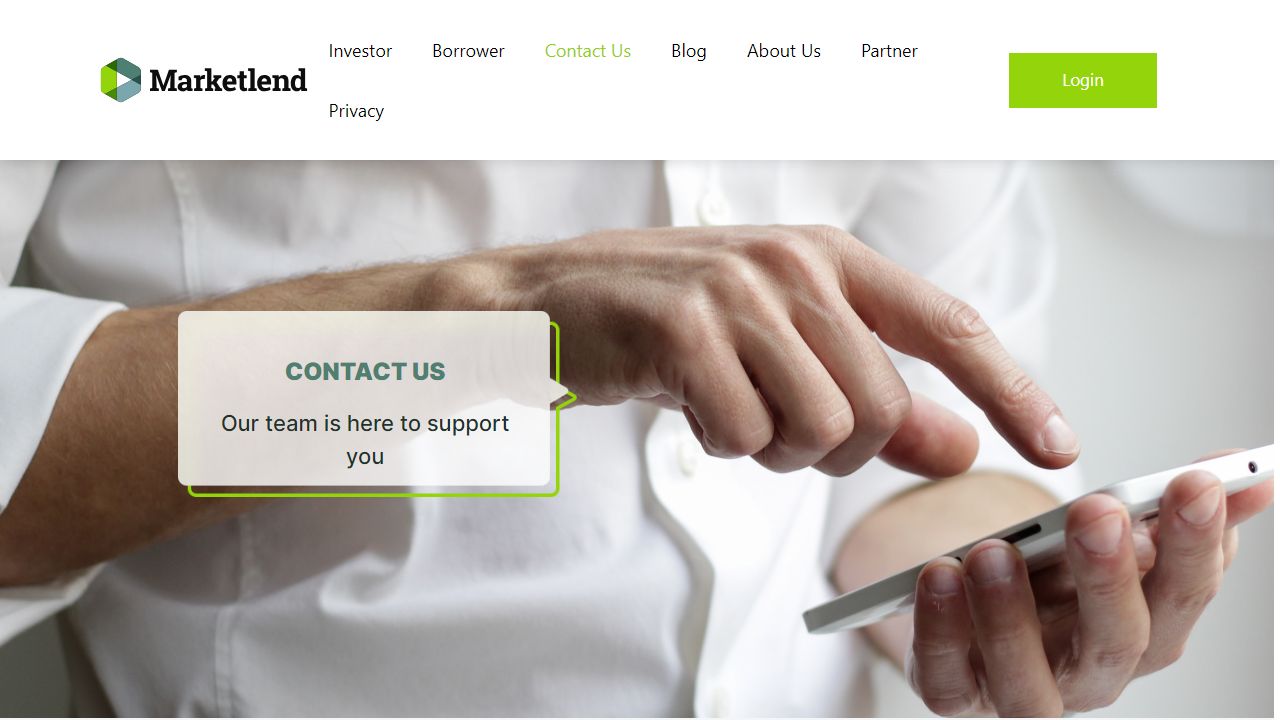 Marketlend
Investor
Borrower
Contact Us
Blog
About Us
Partner
Privacy
Login
CONTACT US
Our team is here to support
you